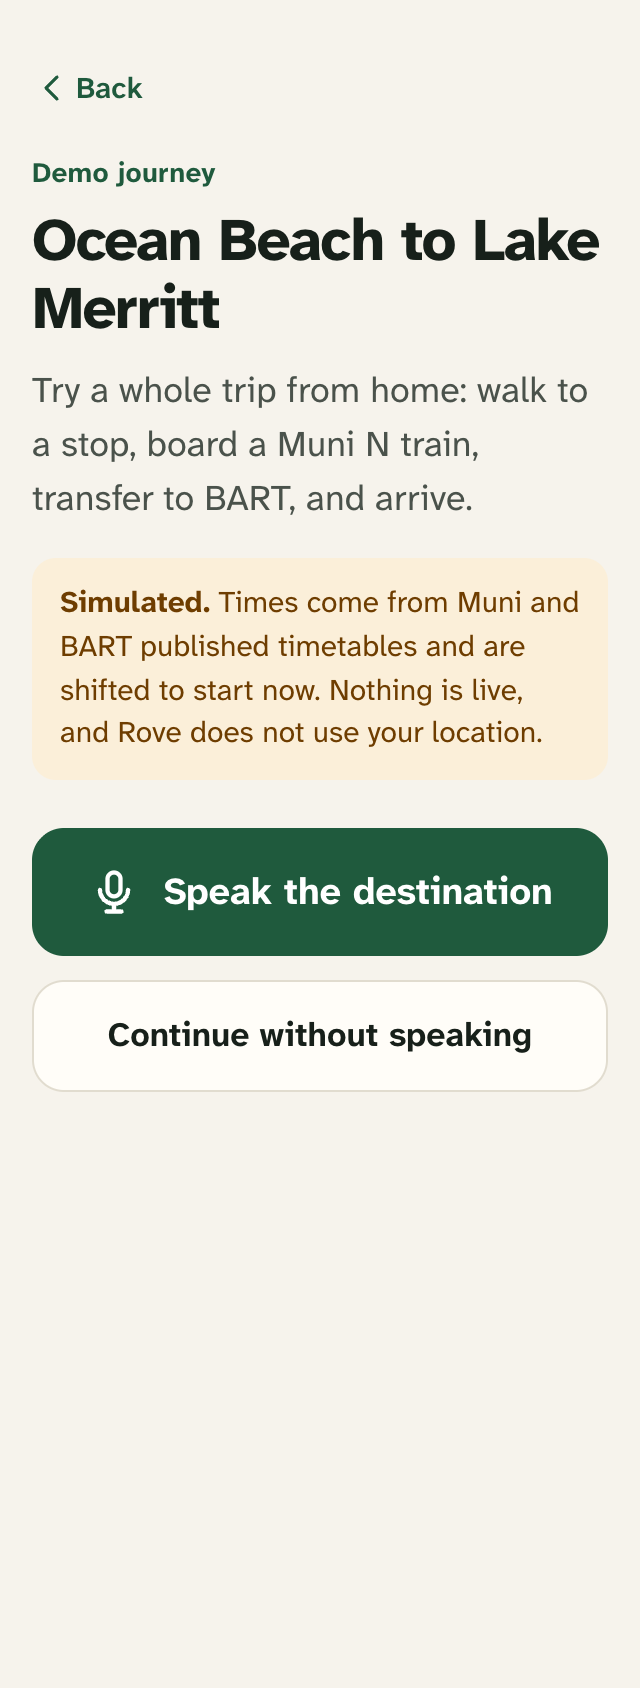 Back
Demo journey
Ocean Beach to Lake
Merritt
Try a whole trip from home: walk to
a stop, board a Muni N train,
transfer to BART, and arrive.
Simulated. Times come from Muni and
BART published timetables and are
shifted to start now. Nothing is live,
and Rove does not use your location.
Speak the destination
Continue without speaking